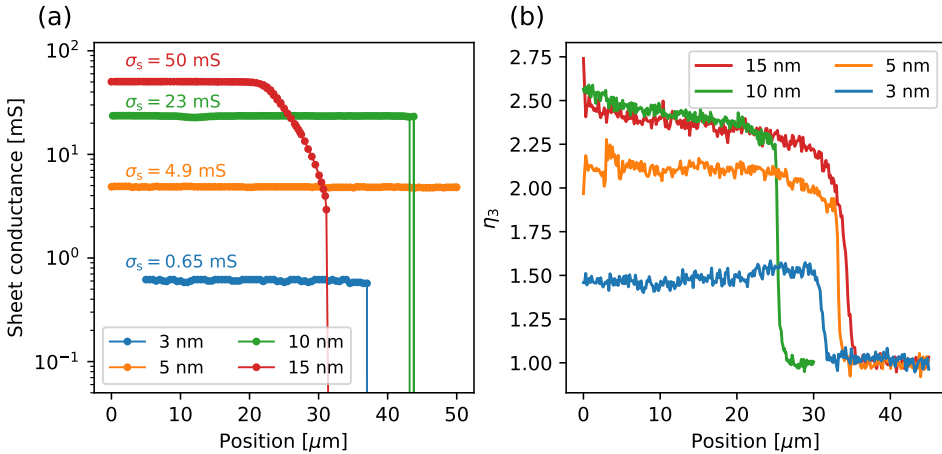 (a)
Sheet conductance [mS]
10²
10¹
10⁰
10⁻¹
σₛ = 50 mS
σₛ = 23 mS
σₛ = 4.9 mS
σₛ = 0.65 mS
3 nm
5 nm
10 nm
15 nm
0 10 20 30 40 50
Position [μm]
(b)
η₃
2.75
2.50
2.25
2.00
1.75
1.50
1.25
1.00
15 nm
10 nm
5 nm
3 nm
0 10 20 30 40
Position [μm]